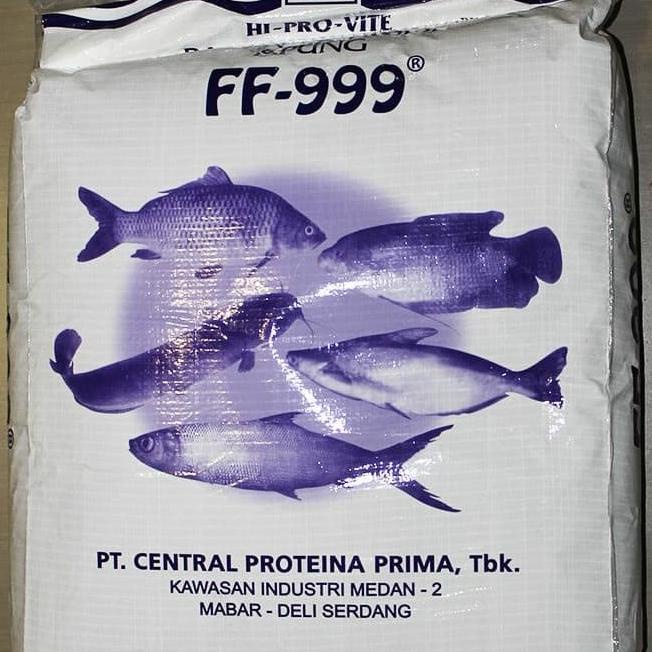 HI-PRO-VITE
FF-999®
PT. CENTRAL PROTEINA PRIMA, Tbk.
KAWASAN INDUSTRI MEDAN - 2
MABAR - DELI SERDANG